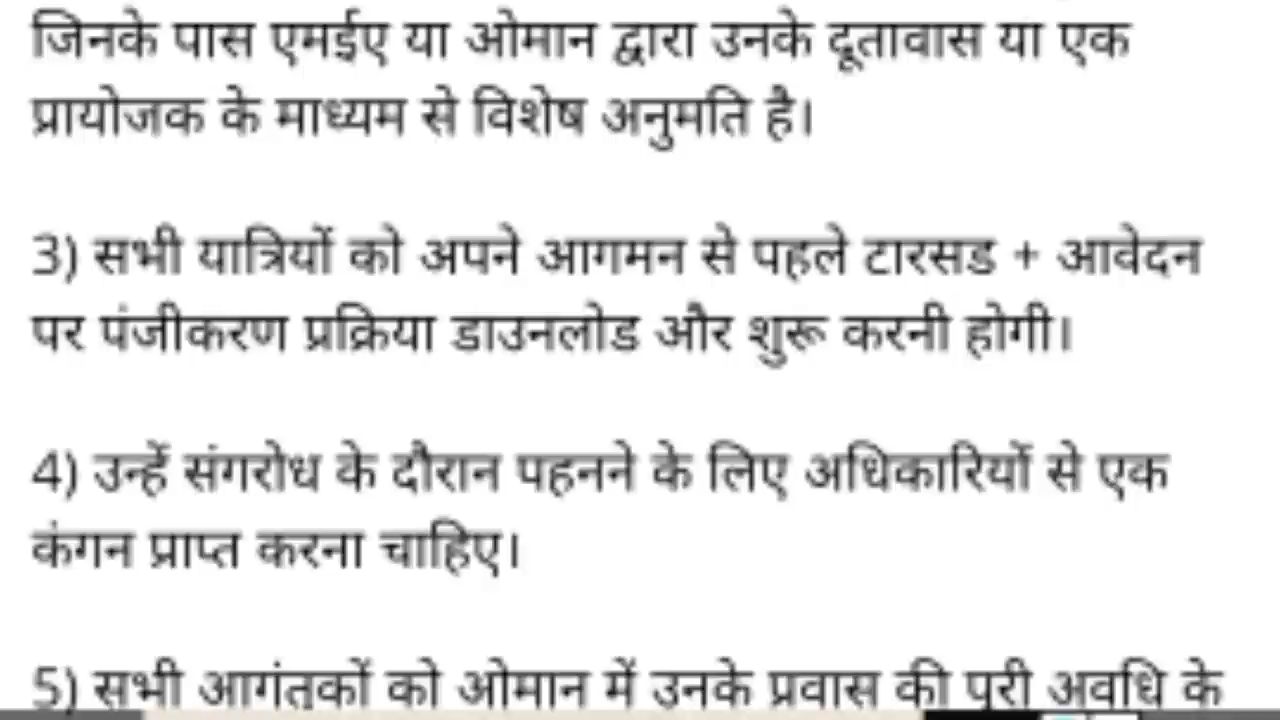 जिनके पास एमईए या ओमान द्वारा उनके दूतावास या एक
प्रायोजक के माध्यम से विशेष अनुमति है।
3) सभी यात्रियों को अपने आगमन से पहले टारसड + आवेदन
पर पंजीकरण प्रक्रिया डाउनलोड और शुरू करनी होगी।
4) उन्हें संगरोध के दौरान पहनने के लिए अधिकारियों से एक
कंगन प्राप्त करना चाहिए।
5) सभी आगंतुकों को ओमान में उनके प्रवास की पूरी अवधि के